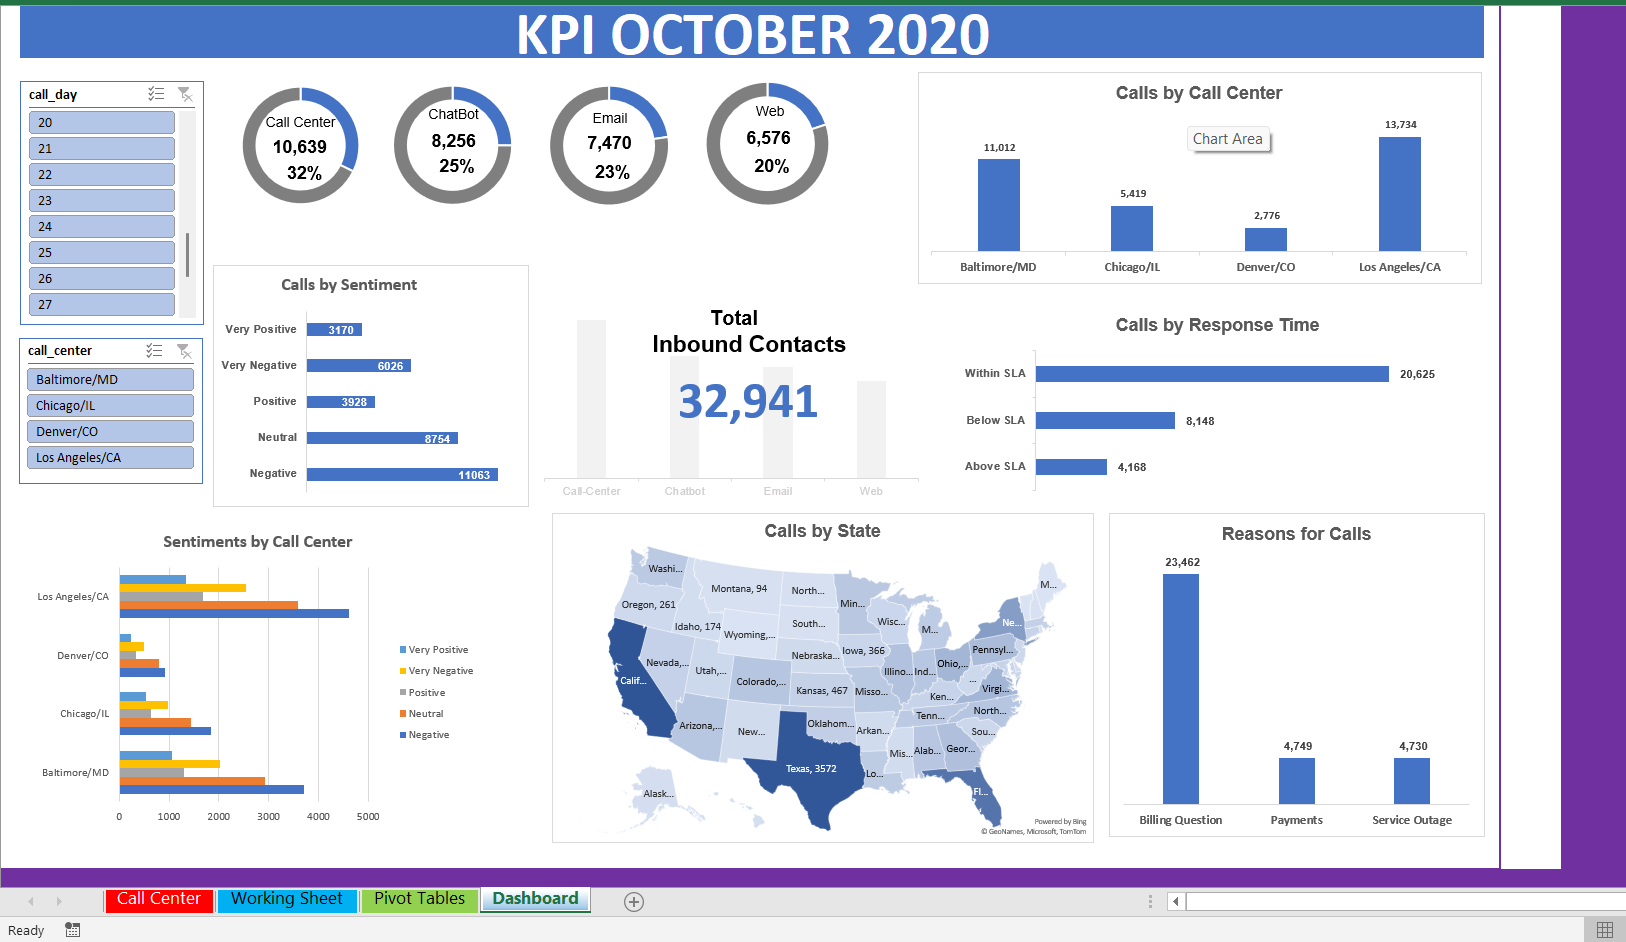 KPI OCTOBER 2020
call_day
20
21
22
23
24
25
26
27
call_center
Baltimore/MD
Chicago/IL
Denver/CO
Los Angeles/CA
Call Center
10,639
32%
ChatBot
8,256
25%
Email
7,470
23%
Web
6,576
20%
Calls by Call Center
Chart Area
11,012
5,419
2,776
13,734
Baltimore/MD
Chicago/IL
Denver/CO
Los Angeles/CA
Calls by Sentiment
Very Positive 3170
Very Negative 6026
Positive 3928
Neutral 8754
Negative 11063
Total
Inbound Contacts
32,941
Call-Center
Chatbot
Email
Web
Calls by Response Time
Within SLA 20,625
Below SLA 8,148
Above SLA 4,168
Sentiments by Call Center
Los Angeles/CA
Denver/CO
Chicago/IL
Baltimore/MD
0 1000 2000 3000 4000 5000
Very Positive
Very Negative
Positive
Neutral
Negative
Calls by State
Washi...
Montana, 94
North...
Min...
M...
Oregon, 261
Idaho, 174
South...
Wisc...
M...
Ne...
Wyoming,...
Nebraska...
Iowa, 366
Pennsyl...
Nevada,...
Utah,...
Colorado,...
Illino...
Ind...
Ohio,...
...
Calif...
Kansas, 467
Misso...
Ken...
Virgi...
Arizona,...
New...
Oklahom...
Arkan...
Tenn...
North...
Sou...
Mis...
Alab...
Geor...
Texas, 3572
Lo...
Fl...
Alask...
Powered by Bing
© GeoNames, Microsoft, TomTom
Reasons for Calls
23,462
4,749
4,730
Billing Question
Payments
Service Outage
Call Center
Working Sheet
Pivot Tables
Dashboard
Ready